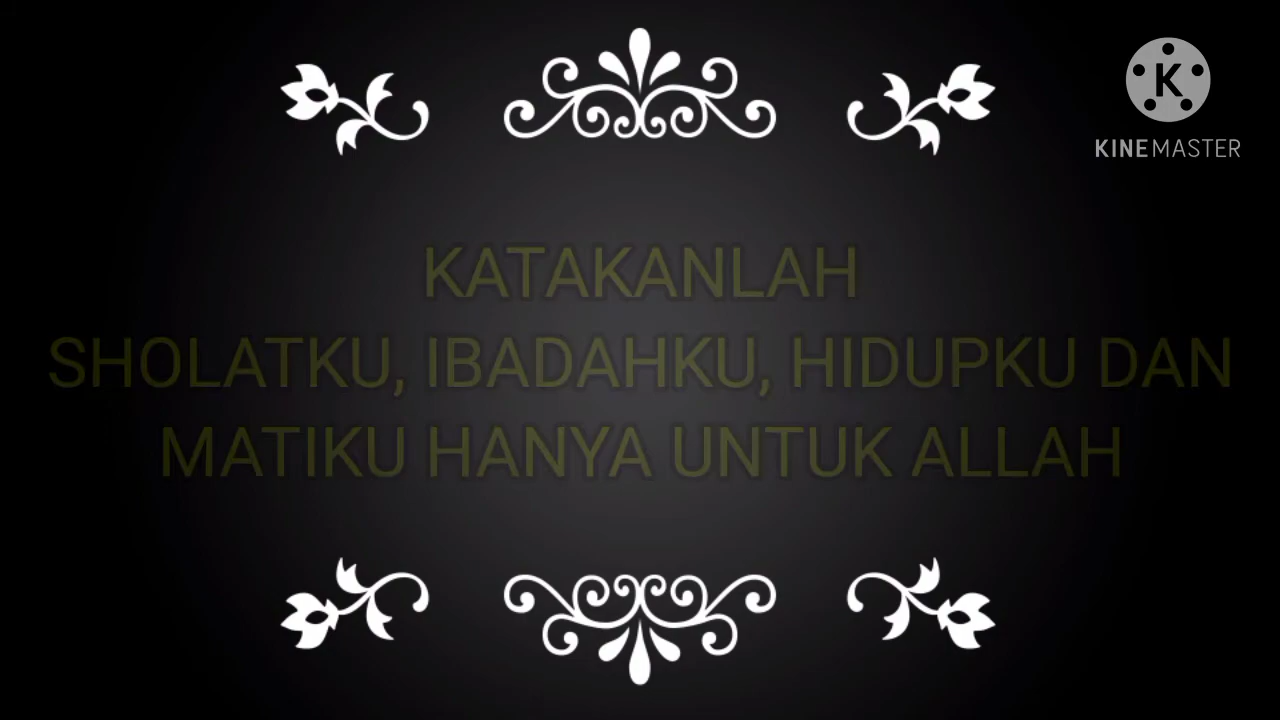 KINEMASTER
KATAKANLAH
SHOLATKU, IBADAHKU, HIDUPKU DAN
MATIKU HANYA UNTUK ALLAH